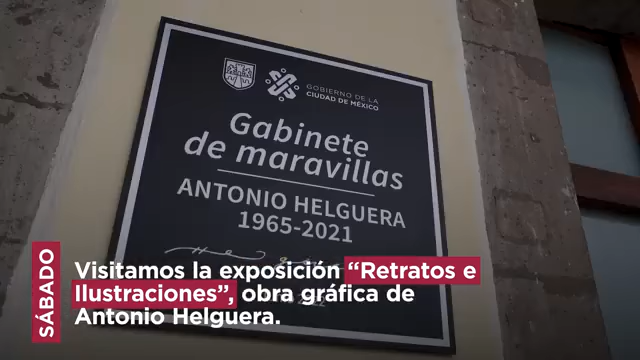 GOBIERNO DE LA
CIUDAD DE MÉXICO
Gabinete
de maravillas
ANTONIO HELGUERA
1965-2021
SÁBADO
Visitamos la exposición “Retratos e
Ilustraciones”, obra gráfica de
Antonio Helguera.